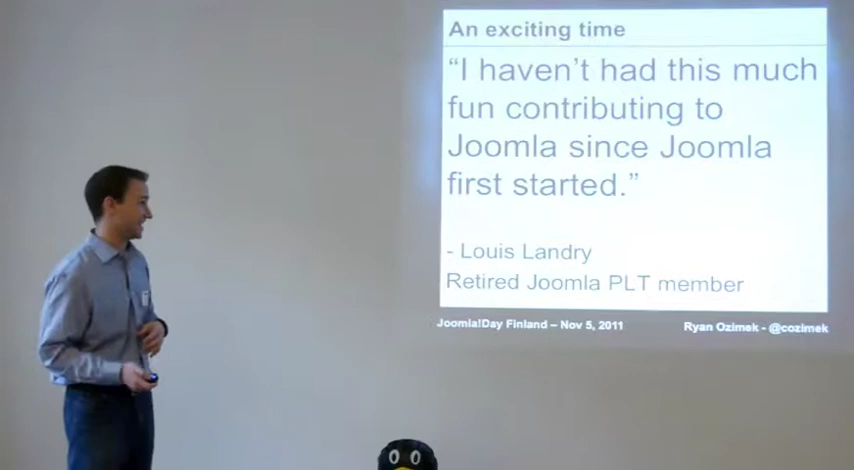 An exciting time
“I haven’t had this much
fun contributing to
Joomla since Joomla
first started.”
- Louis Landry
Retired Joomla PLT member
Joomla!Day Finland – Nov 5, 2011
Ryan Ozimek - @cozimek